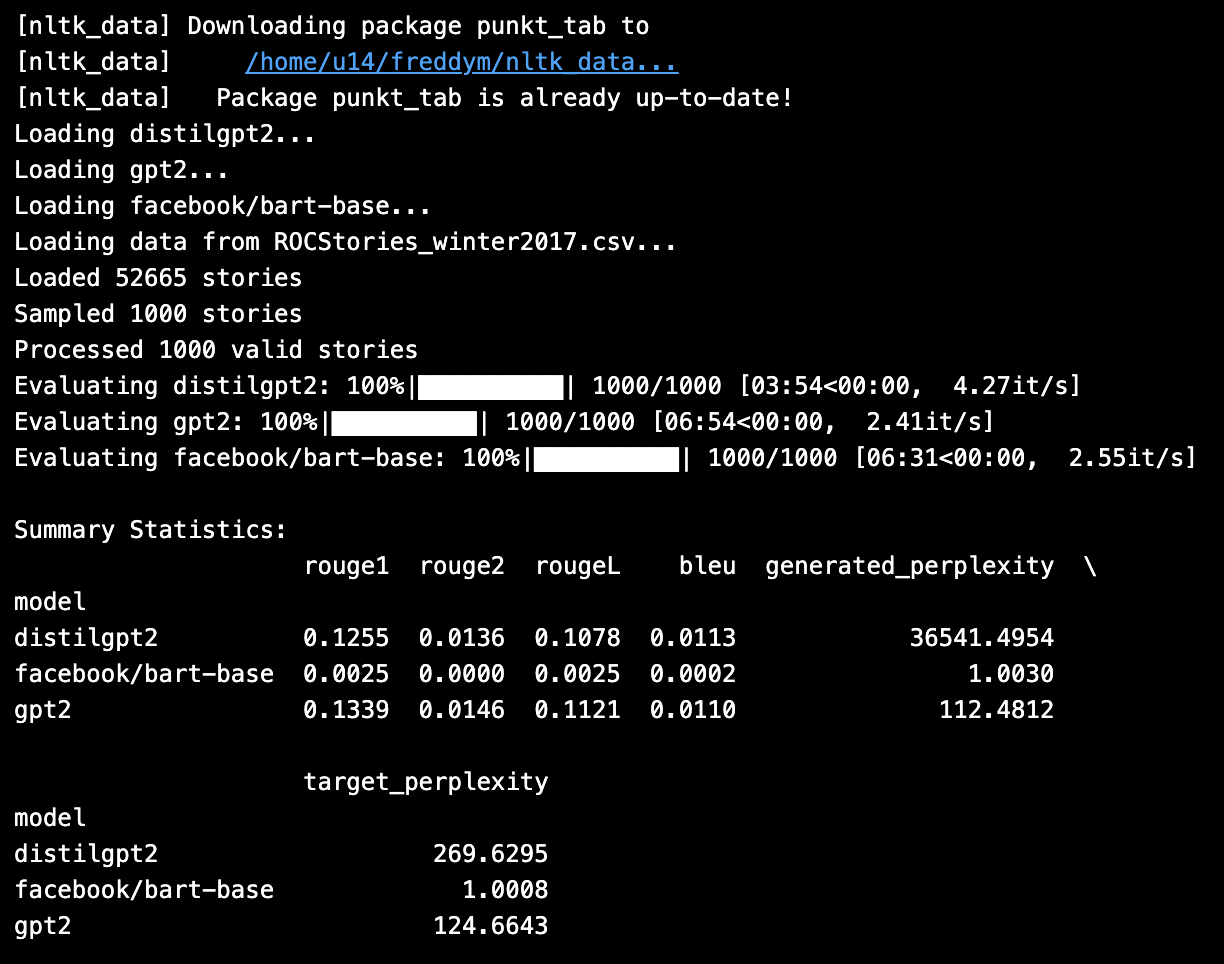 [nltk_data] Downloading package punkt_tab to
[nltk_data]     /home/u14/freddym/nltk_data...
[nltk_data]   Package punkt_tab is already up-to-date!
Loading distilgpt2...
Loading gpt2...
Loading facebook/bart-base...
Loading data from ROCStories_winter2017.csv...
Loaded 52665 stories
Sampled 1000 stories
Processed 1000 valid stories
Evaluating distilgpt2: 100%|██████████| 1000/1000 [03:54<00:00,  4.27it/s]
Evaluating gpt2: 100%|██████████| 1000/1000 [06:54<00:00,  2.41it/s]
Evaluating facebook/bart-base: 100%|██████████| 1000/1000 [06:31<00:00,  2.55it/s]

Summary Statistics:
                    rouge1  rouge2  rougeL    bleu  generated_perplexity  \
model
distilgpt2          0.1255  0.0136  0.1078  0.0113            36541.4954
facebook/bart-base  0.0025  0.0000  0.0025  0.0002                1.0030
gpt2                0.1339  0.0146  0.1121  0.0110              112.4812

                    target_perplexity
model
distilgpt2                   269.6295
facebook/bart-base             1.0008
gpt2                         124.6643